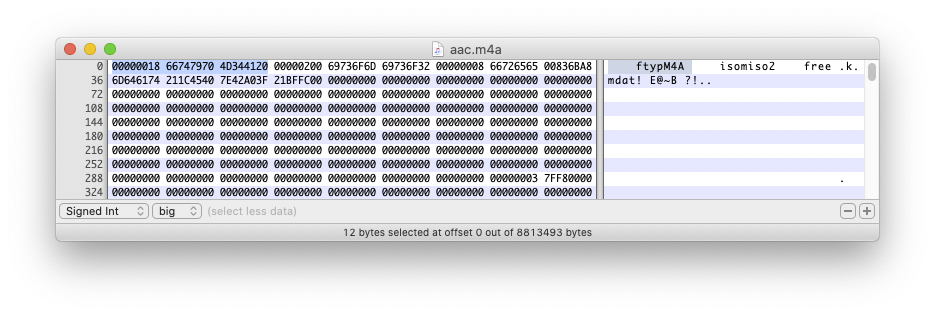 aac.m4a
0 00000018 66747970 4D344120 00000200 69736F6D 69736F32 00000008 66726565 00836BA8 ftypM4A isomiso2 free .k.
36 6D646174 211C4540 7E42A03F 21BFFC00 00000000 00000000 00000000 00000000 00000000 mdat! E@~B ?!..
72 00000000 00000000 00000000 00000000 00000000 00000000 00000000 00000000 00000000
108 00000000 00000000 00000000 00000000 00000000 00000000 00000000 00000000 00000000
144 00000000 00000000 00000000 00000000 00000000 00000000 00000000 00000000 00000000
180 00000000 00000000 00000000 00000000 00000000 00000000 00000000 00000000 00000000
216 00000000 00000000 00000000 00000000 00000000 00000000 00000000 00000000 00000000
252 00000000 00000000 00000000 00000000 00000000 00000000 00000000 00000000 00000000
288 00000000 00000000 00000000 00000000 00000000 00000000 00000000 00000003 7FF80000 .
324 00000000 00000000 00000000 00000000 00000000 00000000 00000000 00000000 00000000
Signed Int big (select less data)
12 bytes selected at offset 0 out of 8813493 bytes